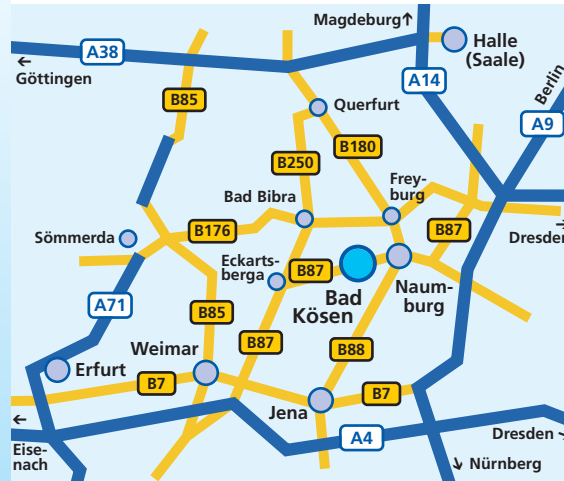 Magdeburg↑
Halle
(Saale)
A38
←
Göttingen
A14
Berlin
B85
Querfurt
A9
B180
B250
Frey-
burg
Bad Bibra
B176
B87
Dresden
→
Sömmerda
Eckarts-
berga
B87
Bad
Kösen
Naum-
burg
A71
B85
Weimar
B87
B88
Erfurt
B7
B7
Jena
←
Eise-
nach
A4
Dresden→
↓ Nürnberg